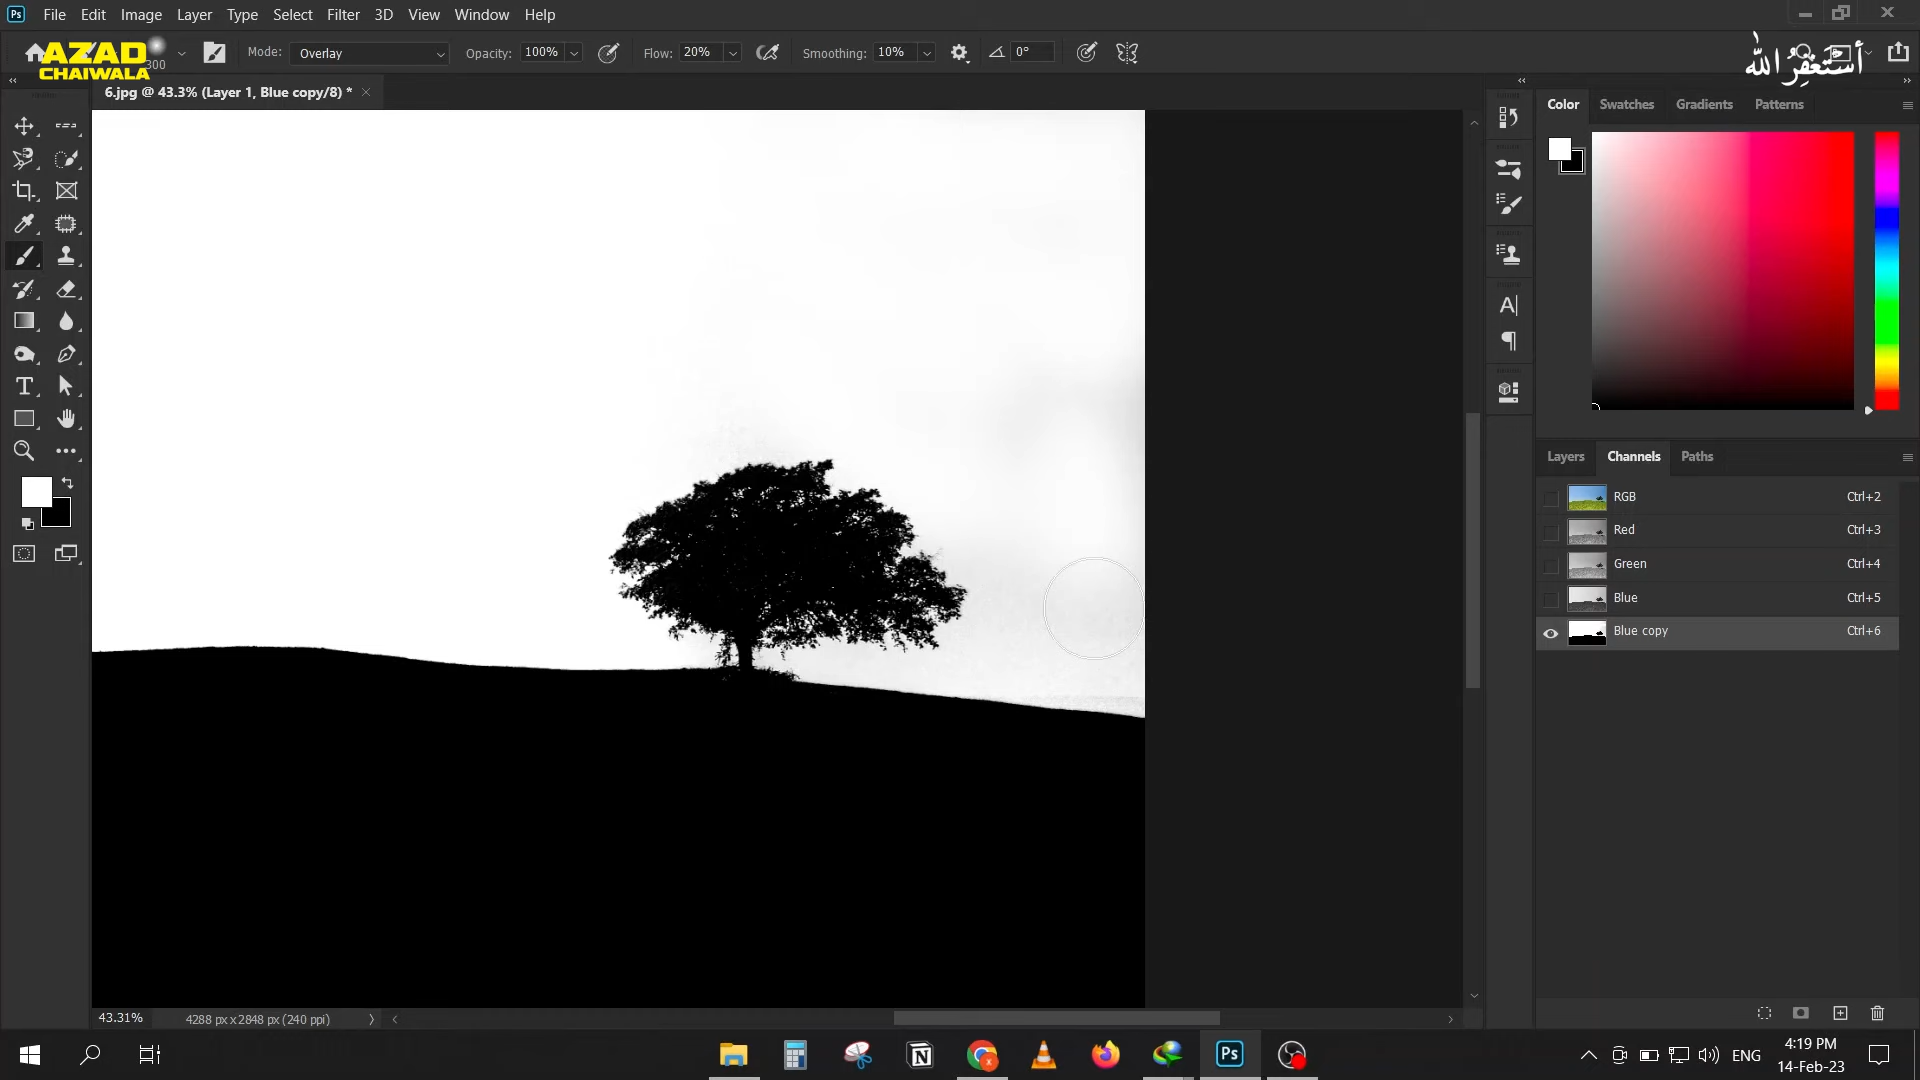 Ps File Edit Image Layer Type Select Filter 3D View Window Help
AZAD
CHAIWALA
300
Mode: Overlay Opacity: 100% Flow: 20% Smoothing: 10% 0°
أستغفر الله
6.jpg @ 43.3% (Layer 1, Blue copy/8) *
Color Swatches Gradients Patterns
Layers Channels Paths
RGB Ctrl+2
Red Ctrl+3
Green Ctrl+4
Blue Ctrl+5
Blue copy Ctrl+6
43.31% 4288 px x 2848 px (240 ppi)
N Ps ENG
4:19 PM
14-Feb-23